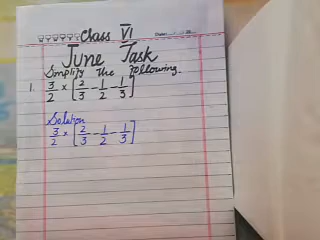 Class VI
June Task
Simplify the following.
1. 3/2 × [2/3 - 1/2 - 1/3]
Solution
3/2 × [2/3 - 1/2 - 1/3]